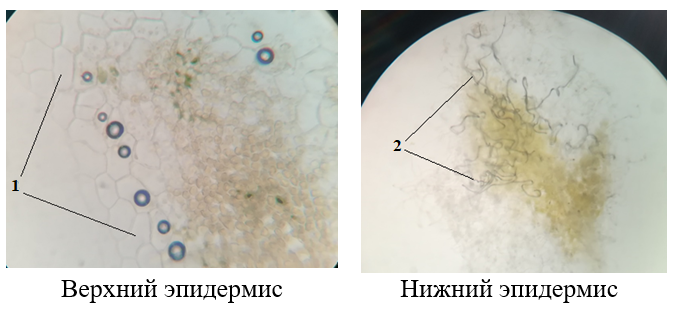 1
2
Верхний эпидермис
Нижний эпидермис